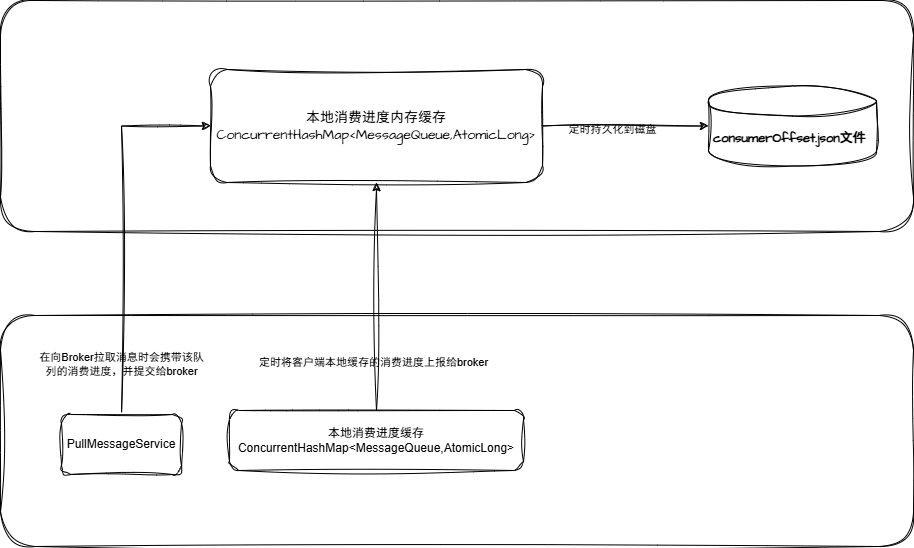 本地消费进度内存缓存
ConcurrentHashMap<MessageQueue,AtomicLong>
定时持久化到磁盘
consumerOffset.json文件
在向Broker拉取消息时会携带该队
列的消费进度，并提交给broker
定时将客户端本地缓存的消费进度上报给broker
PullMessageService
本地消费进度缓存
ConcurrentHashMap<MessageQueue,AtomicLong>